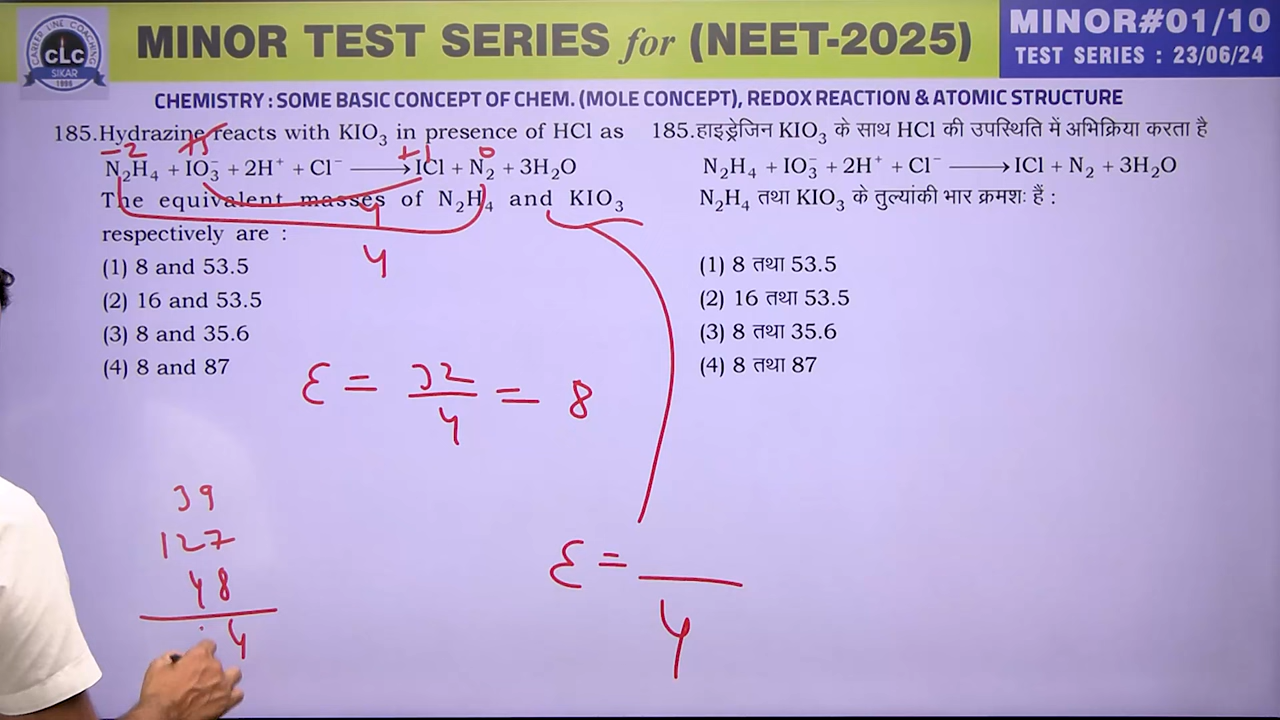 CAREER LINE COACHING
CLC
SIKAR
1996
MINOR TEST SERIES for (NEET-2025)
MINOR#01/10
TEST SERIES : 23/06/24
CHEMISTRY : SOME BASIC CONCEPT OF CHEM. (MOLE CONCEPT), REDOX REACTION & ATOMIC STRUCTURE
185.Hydrazine reacts with KIO₃ in presence of HCl as
-2 +5 +1 0
N₂H₄ + IO₃⁻ + 2H⁺ + Cl⁻ ⟶ ICl + N₂ + 3H₂O
The equivalent masses of N₂H₄ and KIO₃
4
respectively are :
4
(1) 8 and 53.5
(2) 16 and 53.5
(3) 8 and 35.6
(4) 8 and 87
185.हाइड्रेजिन KIO₃ के साथ HCl की उपस्थिति में अभिक्रिया करता है
N₂H₄ + IO₃⁻ + 2H⁺ + Cl⁻ ⟶ ICl + N₂ + 3H₂O
N₂H₄ तथा KIO₃ के तुल्यांकी भार क्रमशः हैं :
(1) 8 तथा 53.5
(2) 16 तथा 53.5
(3) 8 तथा 35.6
(4) 8 तथा 87
E = 32/4 = 8
39
127
48
4
E = /4